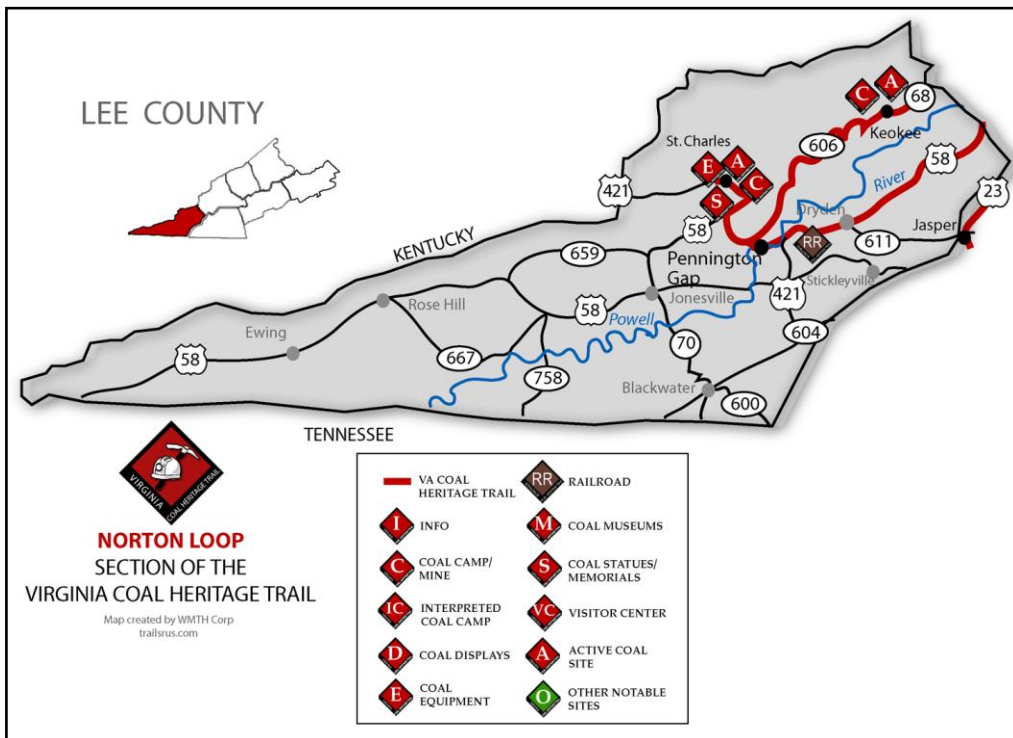 LEE COUNTY
C
A
68
Keokee
606
St. Charles
E
A
C
S
421
58
River
58
23
Dryden
RR
611
Jasper
KENTUCKY
659
58
Pennington
Gap
421
Stickleyville
Rose Hill
58
Jonesville
Ewing
Powell
604
58
667
70
758
Blackwater
600
TENNESSEE
VIRGINIA
COAL HERITAGE TRAIL
NORTON LOOP
SECTION OF THE
VIRGINIA COAL HERITAGE TRAIL
Map created by WMTH Corp
trailsrus.com
VA COAL
HERITAGE TRAIL
RR RAILROAD
I INFO
M COAL MUSEUMS
C COAL CAMP/
MINE
S COAL STATUES/
MEMORIALS
IC INTERPRETED
COAL CAMP
VC VISITOR CENTER
D COAL DISPLAYS
A ACTIVE COAL
SITE
E COAL
EQUIPMENT
O OTHER NOTABLE
SITES